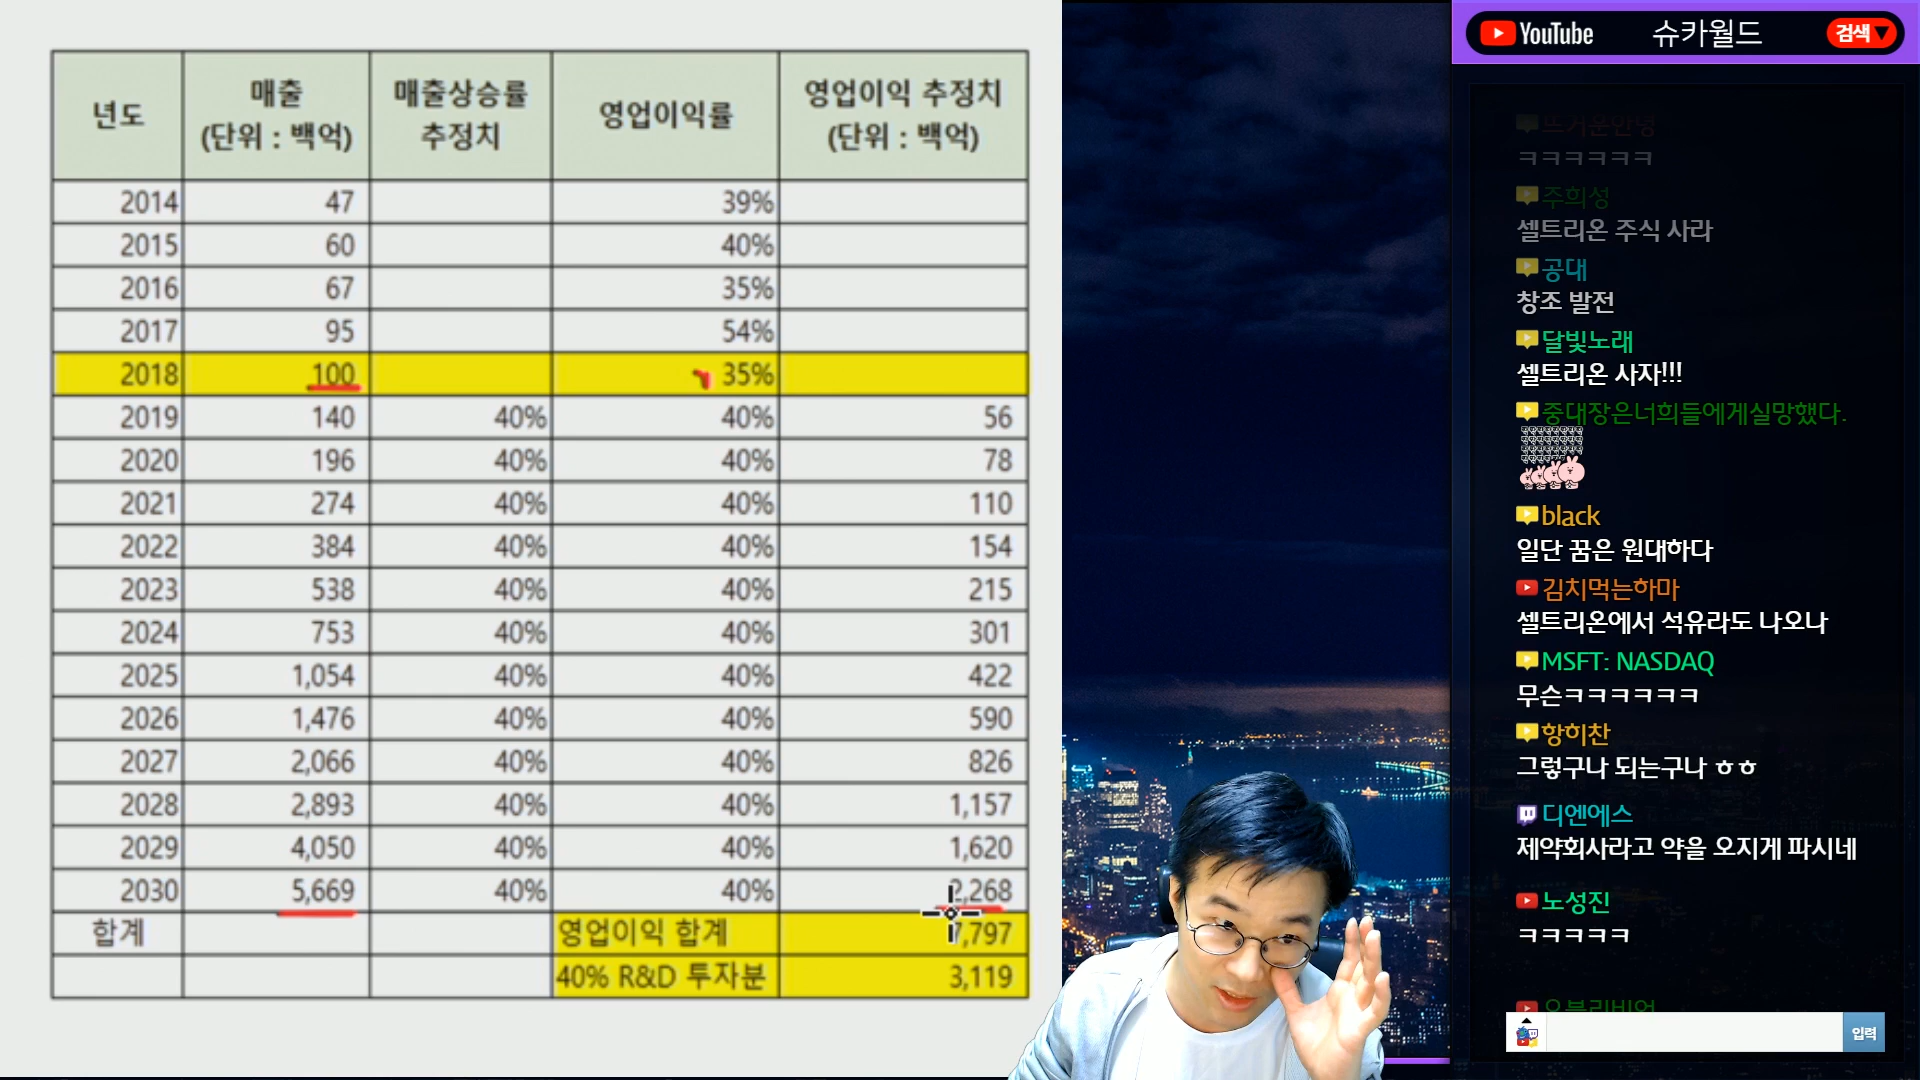 년도 매출 (단위 : 백억) 매출상승률 추정치 영업이익률 영업이익 추정치 (단위 : 백억)
2014 47 39%
2015 60 40%
2016 67 35%
2017 95 54%
2018 100 35%
2019 140 40% 40% 56
2020 196 40% 40% 78
2021 274 40% 40% 110
2022 384 40% 40% 154
2023 538 40% 40% 215
2024 753 40% 40% 301
2025 1,054 40% 40% 422
2026 1,476 40% 40% 590
2027 2,066 40% 40% 826
2028 2,893 40% 40% 1,157
2029 4,050 40% 40% 1,620
2030 5,669 40% 40% 2,268
합계 영업이익 합계 7,797
40% R&D 투자분 3,119
YouTube 슈카월드 검색
뜨거운안녕
ㅋㅋㅋㅋㅋㅋ
주희성
셀트리온 주식 사라
공대
창조 발전
달빛노래
셀트리온 사자!!!
중대장은너희들에게실망했다.
black
일단 꿈은 원대하다
김치먹는하마
셀트리온에서 석유라도 나오나
MSFT: NASDAQ
무슨ㅋㅋㅋㅋㅋㅋ
항히찬
그렇구나 되는구나 ㅎㅎ
디엔에스
제약회사라고 약을 오지게 파시네
노성진
ㅋㅋㅋㅋㅋ
입력